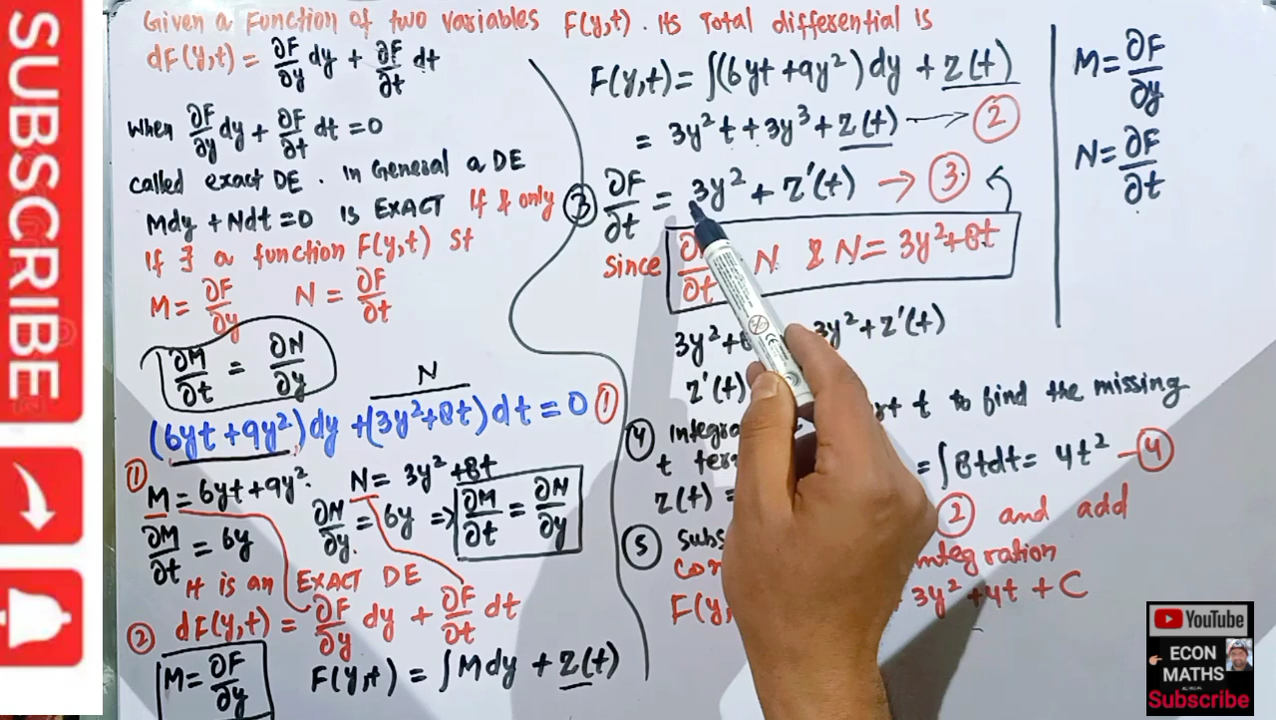 SUBSCRIBE
Given a Function of two variables F(y,t). Its Total differential is
dF(y,t) = ∂F/∂y dy + ∂F/∂t dt
When ∂F/∂y dy + ∂F/∂t dt = 0
called exact DE. In General a DE
Mdy + Ndt = 0 is EXACT If & only
If ∃ a function F(y,t) St
M = ∂F/∂y N = ∂F/∂t
∂M/∂t = ∂N/∂y
N
(6yt + 9y²) dy + (3y² + 8t) dt = 0 ①
① M = 6yt + 9y². N = 3y² + 8t
∂M/∂t = 6y ∂N/∂y = 6y ⇒ ∂M/∂t = ∂N/∂y
It is an EXACT DE
② dF(y,t) = ∂F/∂y dy + ∂F/∂t dt
M = ∂F/∂y F(y,t) = ∫Mdy + Z(t)
F(y,t) = ∫(6yt + 9y²) dy + Z(t)
= 3y²t + 3y³ + Z(t) → ②
③ ∂F/∂t = 3y² + Z'(t) → ③
Since N & N = 3y² + 8t
3y² + 3y² + Z'(t)
Z'(t)
④ t to find the missing
t = ∫8tdt = 4t² - ④
Z(t) =
⑤ ② and add
integration
3y² + 4t + C
M = ∂F/∂y
N = ∂F/∂t
YouTube
ECON
MATHS
Subscribe